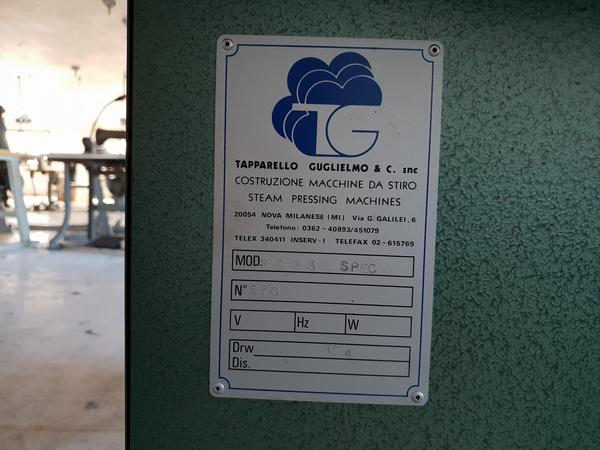 TG
TAPPARELLO GUGLIELMO & C. snc
COSTRUZIONE MACCHINE DA STIRO
STEAM PRESSING MACHINES
20054 NOVA MILANESE (MI) Via G. GALILEI, 6
Telefono: 0362 - 40893/451079
TELEX 340411 INSERV - I TELEFAX 02 - 615769
MOD. SPEC
N° 570
V Hz W
Drw
Dis.